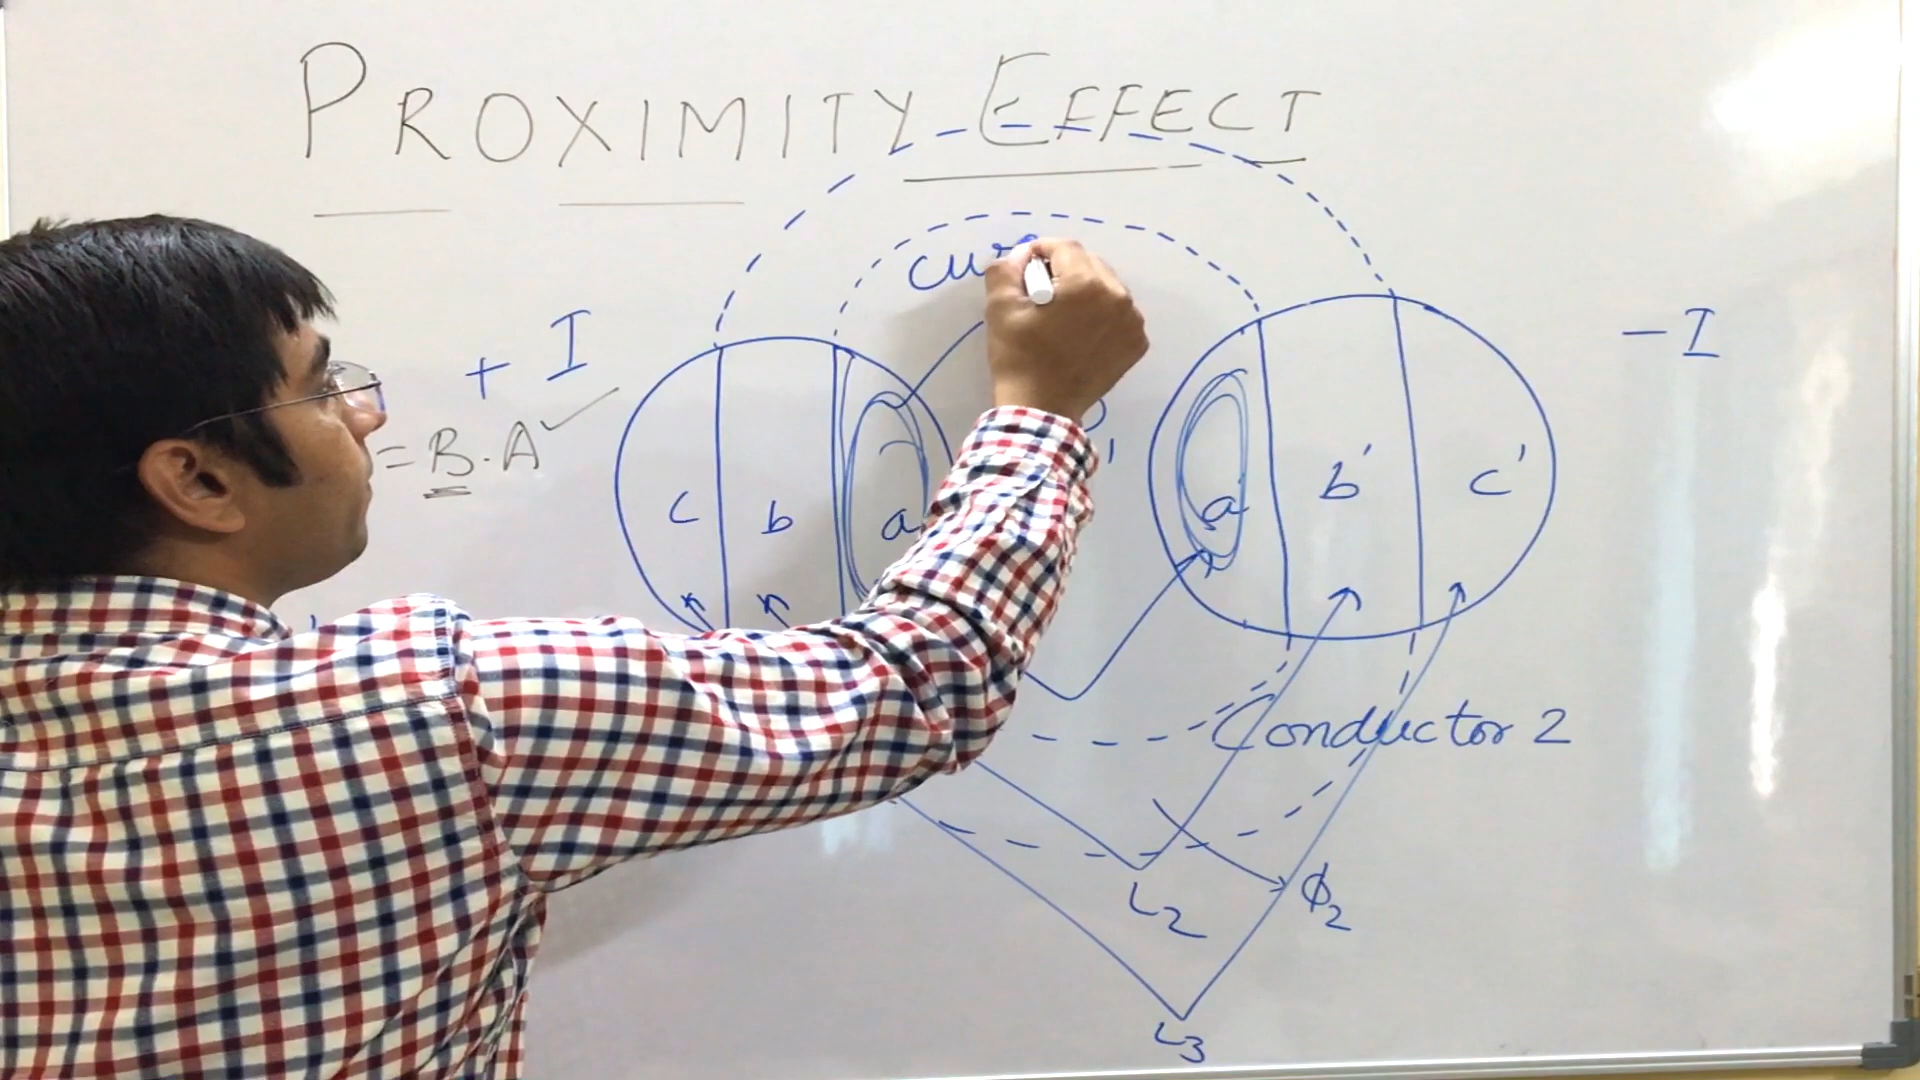 PROXIMITY EFFECT
+ I
- I
= B.A ✓
c b a
a' b' c'
Conductor 2
L2
ϕ2
L3